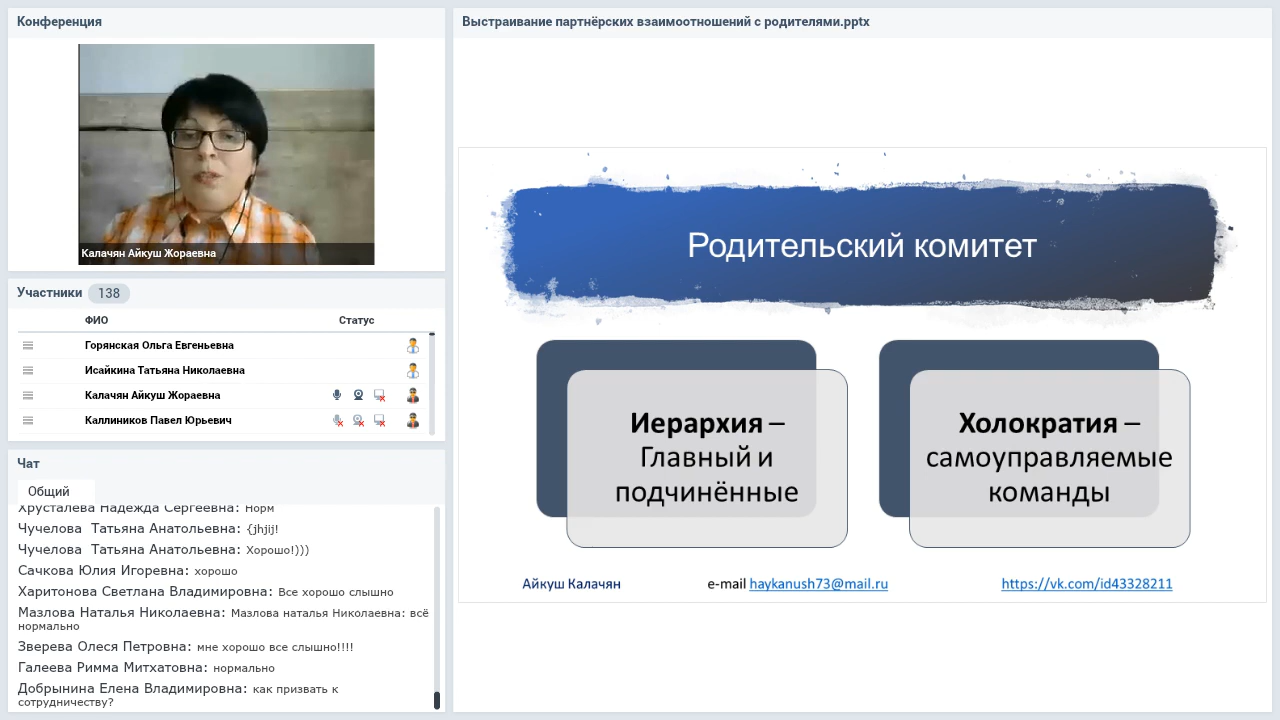 Конференция
Калачян Айкуш Жораевна
Участники 138
ФИО Статус
Горянская Ольга Евгеньевна
Исайкина Татьяна Николаевна
Калачян Айкуш Жораевна
Каллиников Павел Юрьевич
Чат
Общий
Хрусталева Надежда Сергеевна: Норм
Чучелова Татьяна Анатольевна: {jhjij!
Чучелова Татьяна Анатольевна: Хорошо!)))
Сачкова Юлия Игоревна: хорошо
Харитонова Светлана Владимировна: Все хорошо слышно
Мазлова Наталья Николаевна: Мазлова наталья Николаевна: всё
нормально
Зверева Олеся Петровна: мне хорошо все слышно!!!!
Галеева Римма Митхатовна: нормально
Добрынина Елена Владимировна: как призвать к
сотрудничеству?
Выстраивание партнёрских взаимоотношений с родителями.pptx
Родительский комитет
Иерархия –
Главный и
подчинённые
Холократия –
самоуправляемые
команды
Айкуш Калачян e-mail haykanush73@mail.ru https://vk.com/id43328211